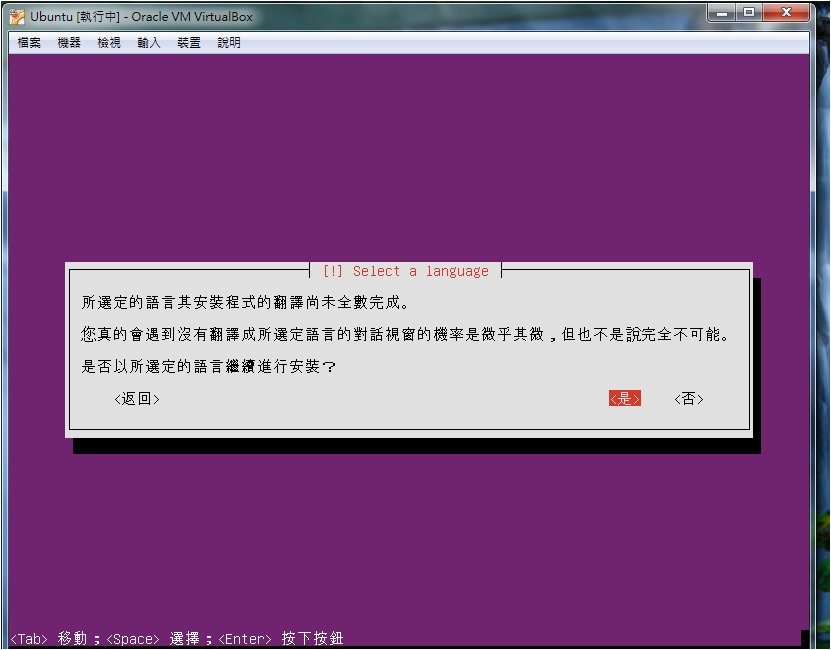 Ubuntu [執行中] - Oracle VM VirtualBox
檔案 機器 檢視 輸入 裝置 說明
[!] Select a language
所選定的語言其安裝程式的翻譯尚未全數完成。
您真的會遇到沒有翻譯成所選定語言的對話視窗的機率是微乎其微，但也不是說完全不可能。
是否以所選定的語言繼續進行安裝？
<返回> <是> <否>
<Tab> 移動；<Space> 選擇；<Enter> 按下按鈕